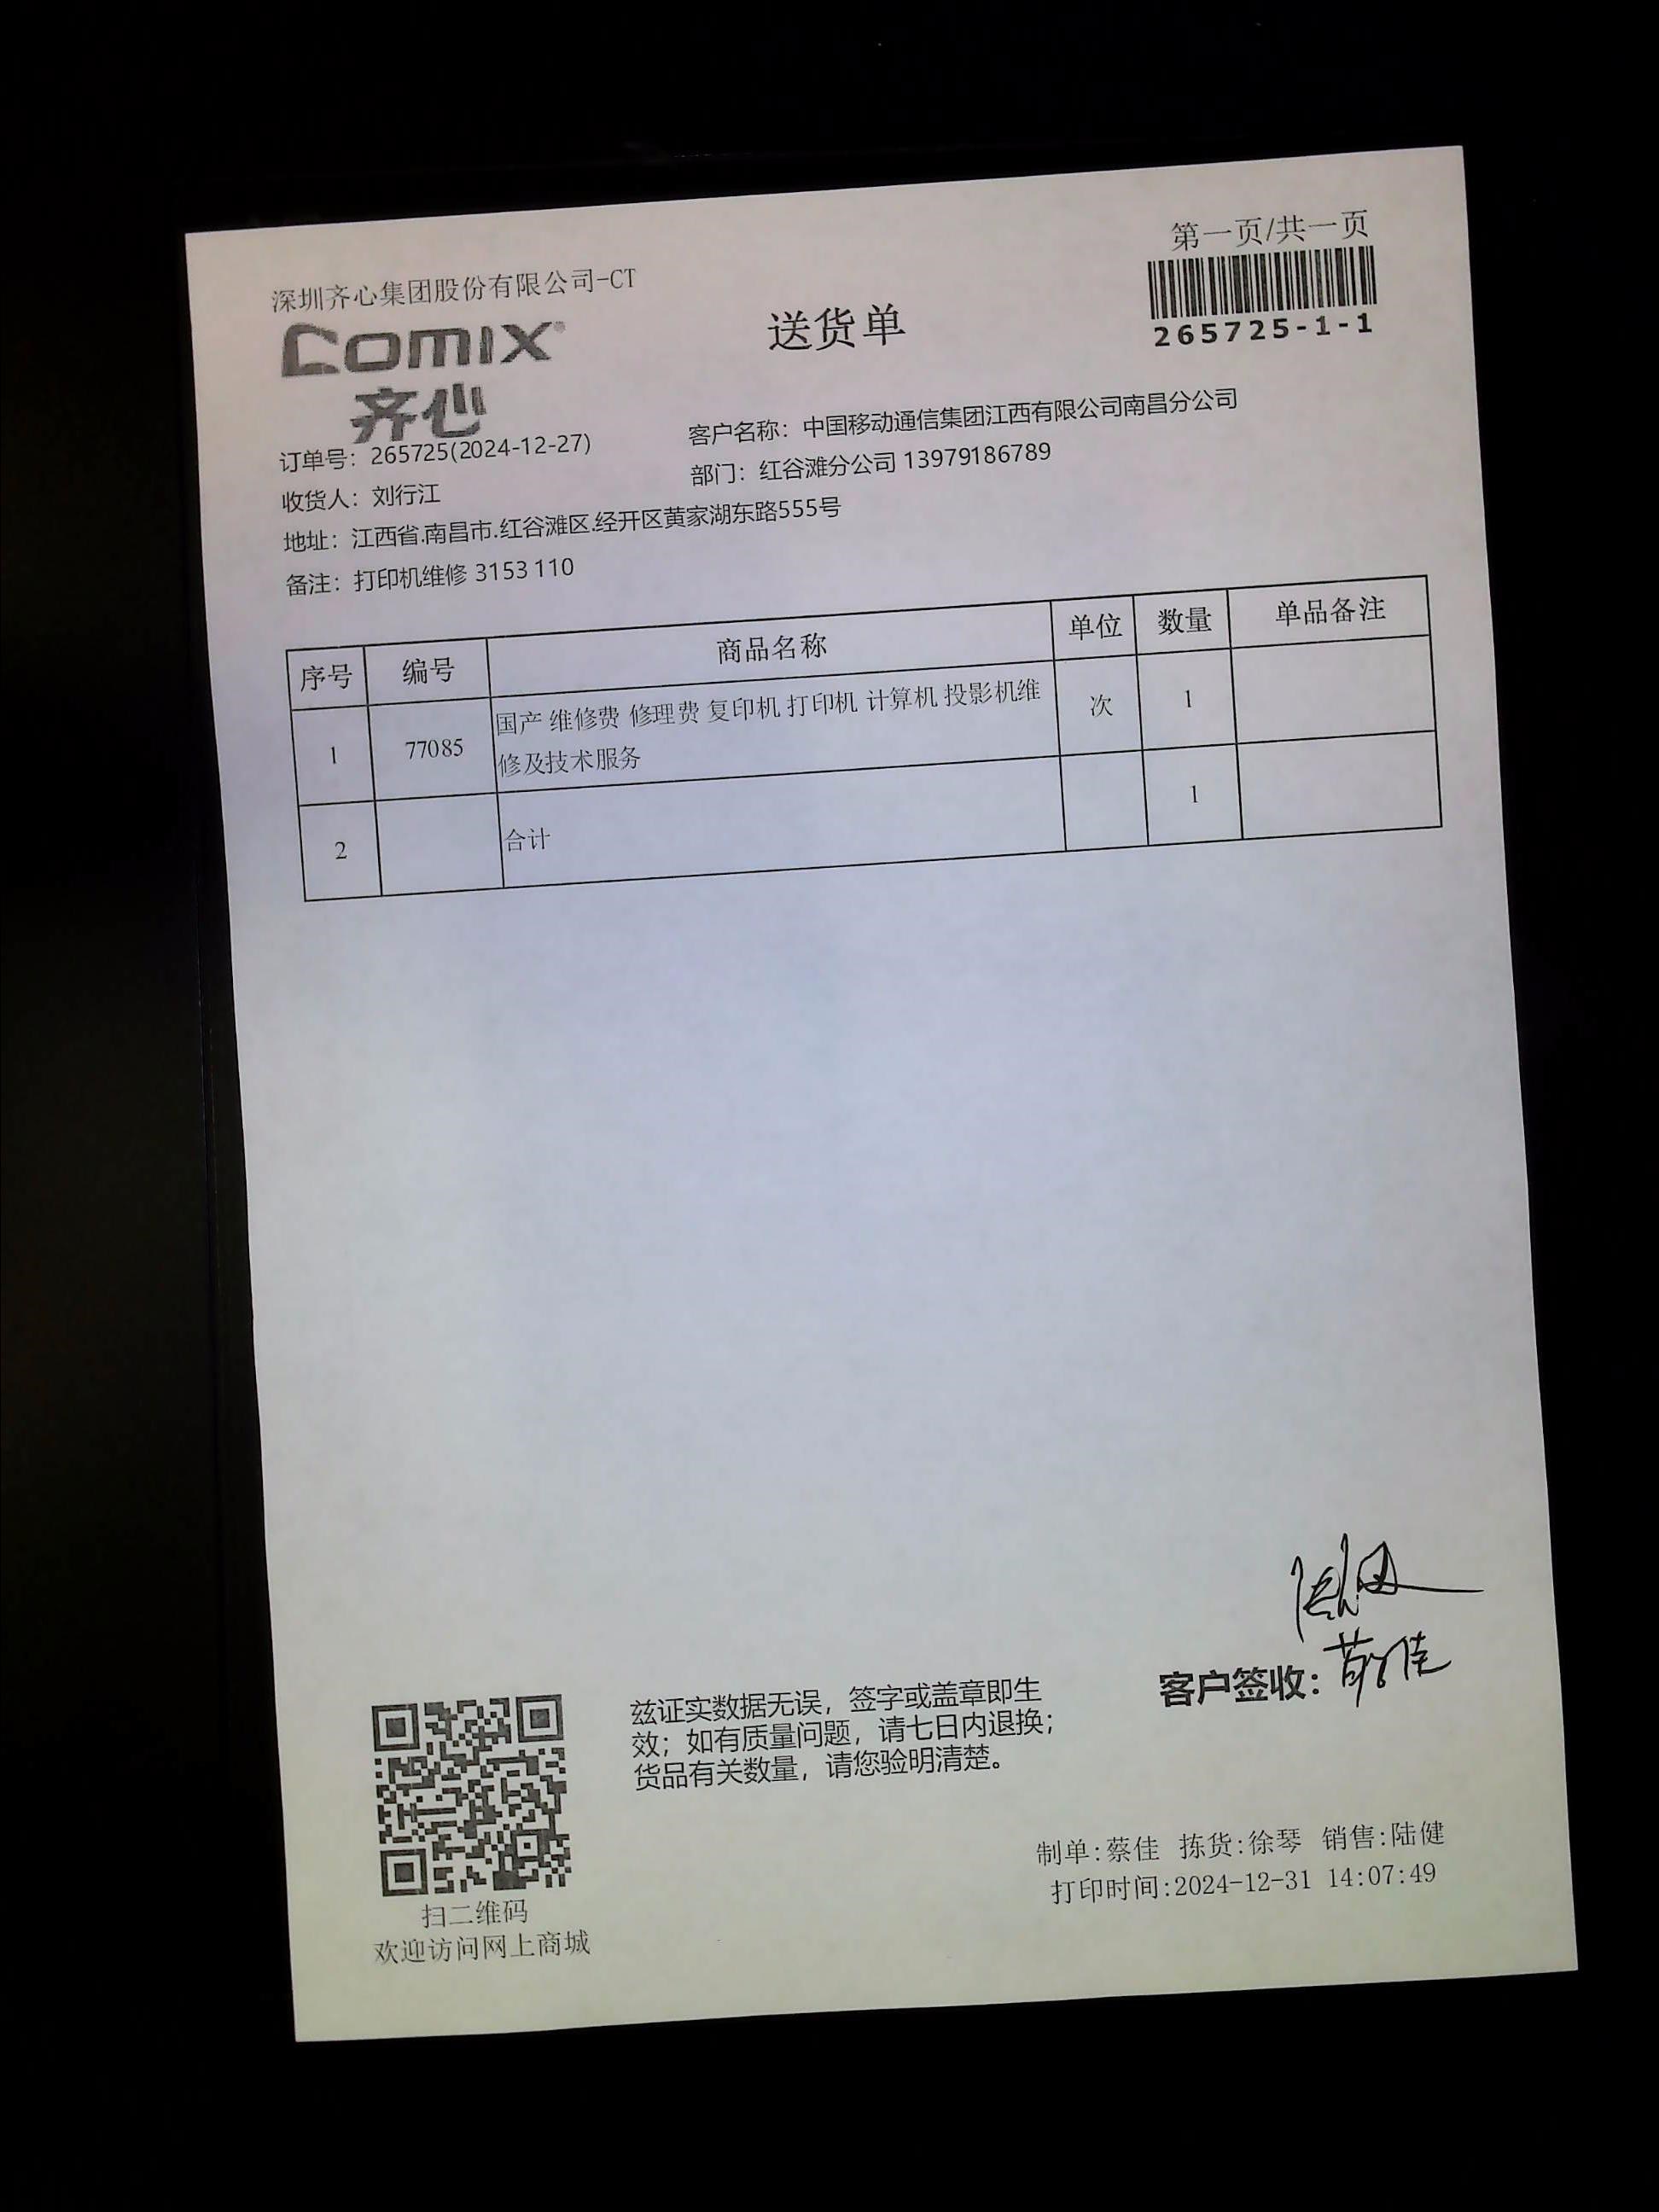 第一页/共一页
深圳齐心集团股份有限公司-CT
comix®
齐心
送货单
265725-1-1
订单号：265725(2024-12-27)
客户名称：中国移动通信集团江西有限公司南昌分公司
收货人：刘行江
部门：红谷滩分公司 13979186789
地址：江西省.南昌市.红谷滩区.经开区黄家湖东路555号
备注：打印机维修 3153 110
序号 编号 商品名称 单位 数量 单品备注
1 77085 国产 维修费 修理费 复印机 打印机 计算机 投影机维 次 1
修及技术服务
2 合计 1
客户签收：
兹证实数据无误，签字或盖章即生
效；如有质量问题，请七日内退换；
货品有关数量，请您验明清楚。
制单:蔡佳 拣货:徐琴 销售:陆健
打印时间:2024-12-31 14:07:49
扫二维码
欢迎访问网上商城